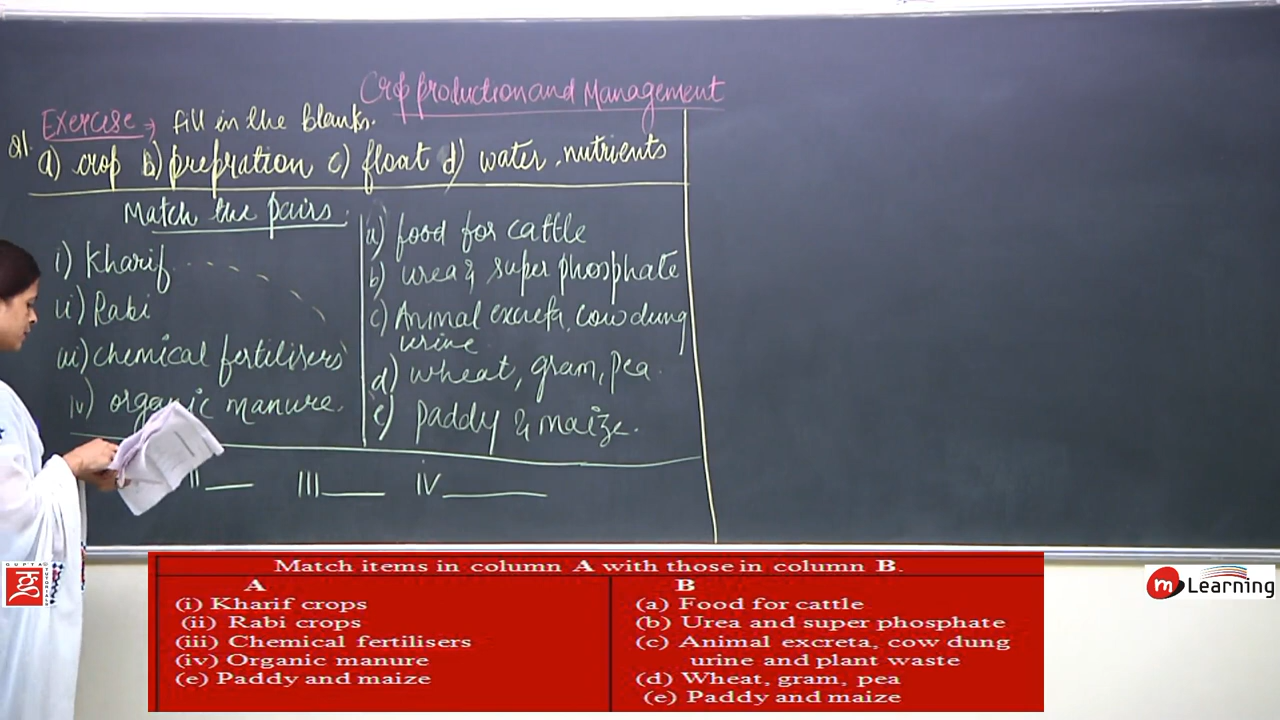 Crop production and Management
Exercise → fill in the blanks.
Q1.
a) crop b) prepration c) float d) water, nutrients
Match the pairs.
i) Kharif
ii) Rabi
iii) chemical fertilisers
iv) organic manure.
a) food for cattle
b) urea & super phosphate
c) Animal excreta, cow dung
urine
d) wheat, gram, pea.
e) paddy & maize.
ii ___ III ___ iv ___
GUPTA TUTORIALS
Match items in column A with those in column B.
A
(i) Kharif crops
(ii) Rabi crops
(iii) Chemical fertilisers
(iv) Organic manure
(e) Paddy and maize
B
(a) Food for cattle
(b) Urea and super phosphate
(c) Animal excreta, cow dung
urine and plant waste
(d) Wheat, gram, pea
(e) Paddy and maize
m Learning